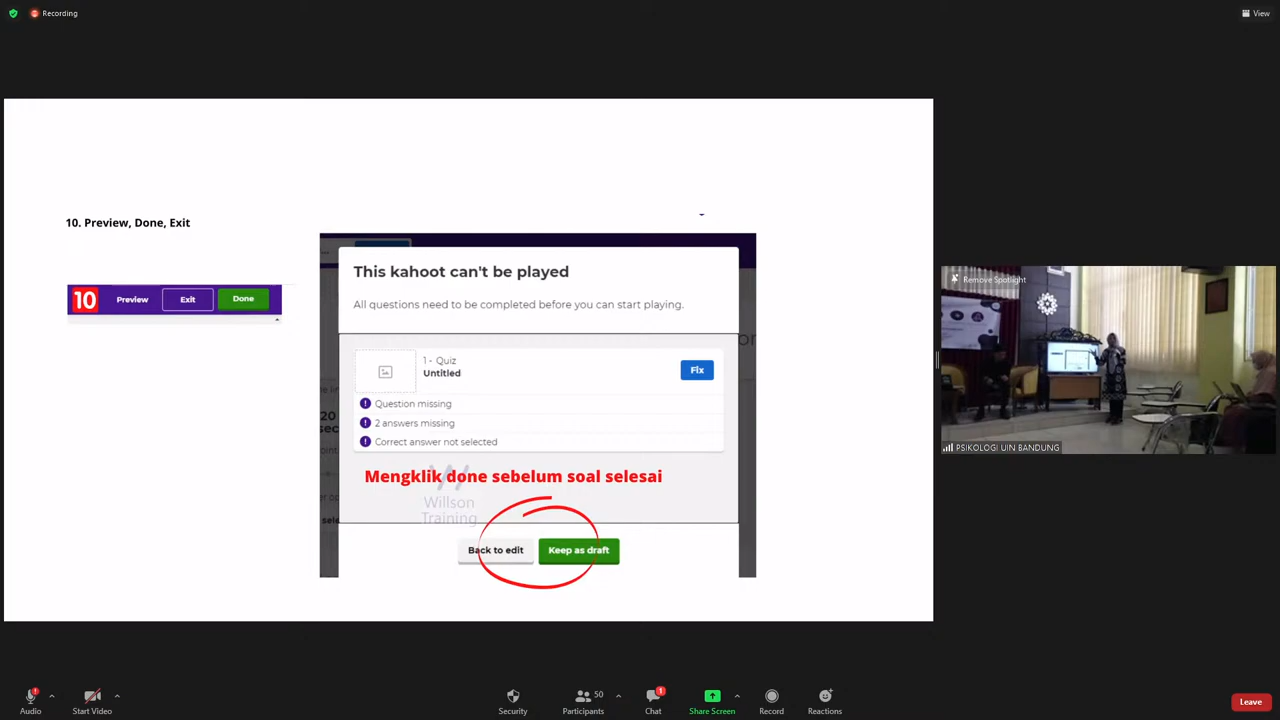 Recording
View
10. Preview, Done, Exit
10 Preview Exit Done
This kahoot can't be played
All questions need to be completed before you can start playing.
1 - Quiz
Untitled
Fix
Question missing
2 answers missing
Correct answer not selected
Mengklik done sebelum soal selesai
Willson
Training
Back to edit Keep as draft
Remove Spotlight
PSIKOLOGI UIN BANDUNG
Audio
Start Video
Security
Participants 50
Chat 1
Share Screen
Record
Reactions
Leave